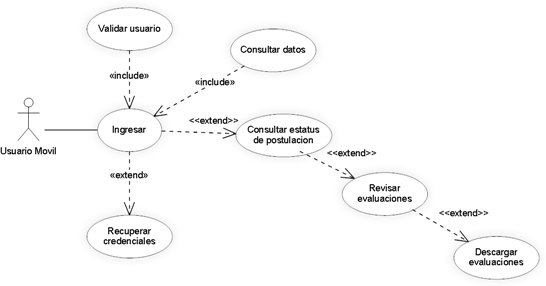 Validar usuario
Consultar datos
«include»
«include»
Usuario Movil
Ingresar
<<extend>>
Consultar estatus
de postulacion
<<extend>>
«extend»
Revisar
evaluaciones
<<extend>>
Recuperar
credenciales
Descargar
evaluaciones